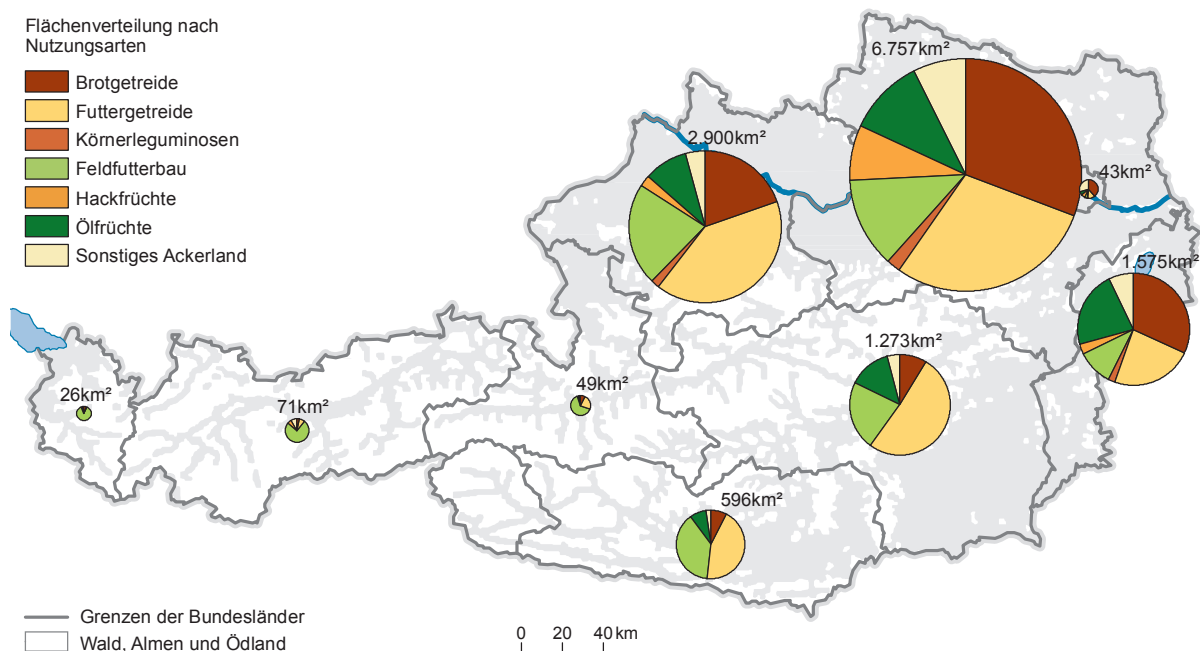 Flächenverteilung nach
Nutzungsarten
Brotgetreide
Futtergetreide
Körnerleguminosen
Feldfutterbau
Hackfrüchte
Ölfrüchte
Sonstiges Ackerland
6.757km²
2.900km²
43km²
1.575km²
1.273km²
49km²
26km²
71km²
596km²
Grenzen der Bundesländer
Wald, Almen und Ödland
0 20 40 km